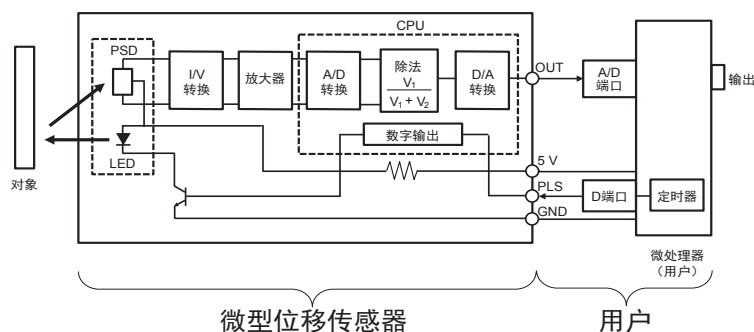 CPU
PSD
I/V
转换
放大器
A/D
转换
除法
V1
V1 + V2
D/A
转换
OUT
A/D
端口
输出
数字输出
LED
对象
5 V
PLS
D端口
定时器
GND
微处理器
(用户)
微型位移传感器
用户